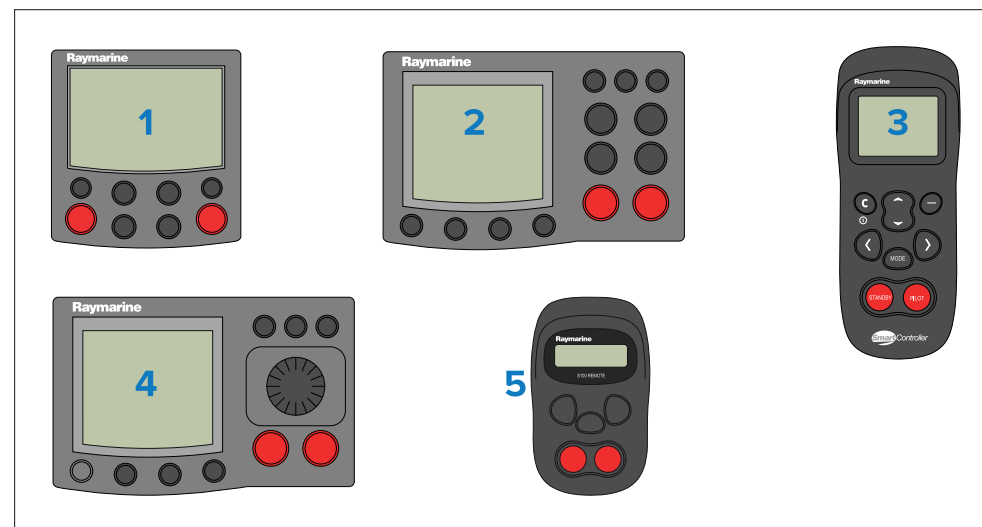 Raymarine
1
Raymarine
2
Raymarine
3
C
MODE
STANDBY PILOT
SmartController
Raymarine
4
Raymarine
5
S100 REMOTE